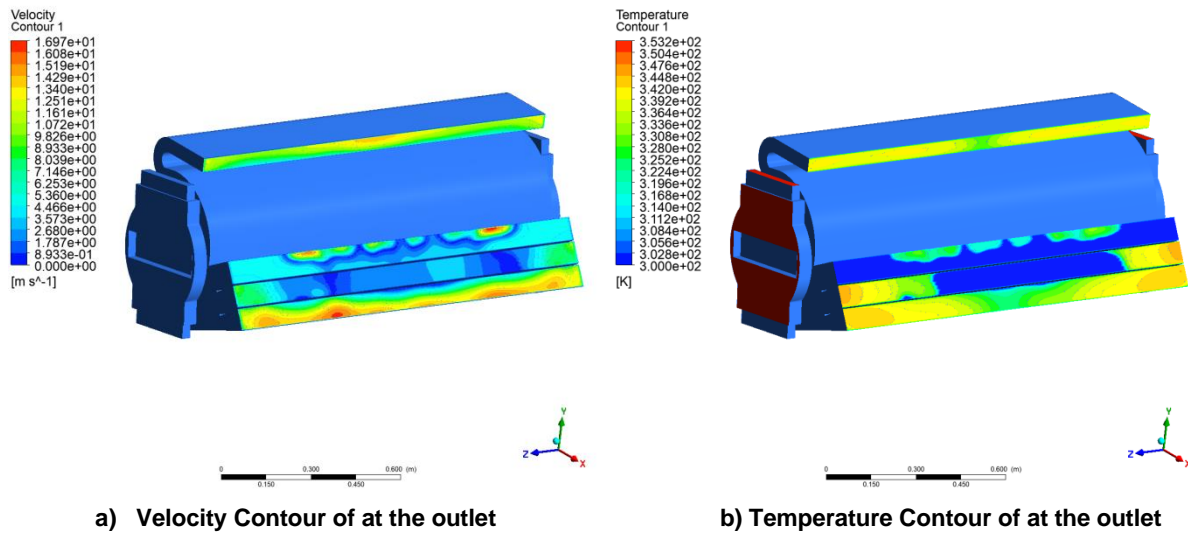 Velocity
Contour 1
1.697e+01
1.608e+01
1.519e+01
1.429e+01
1.340e+01
1.251e+01
1.161e+01
1.072e+01
9.826e+00
8.933e+00
8.039e+00
7.146e+00
6.253e+00
5.360e+00
4.466e+00
3.573e+00
2.680e+00
1.787e+00
8.933e-01
0.000e+00
[m s^-1]
Y
Z
X
0 0.300 0.600 (m)
0.150 0.450
a) Velocity Contour of at the outlet
Temperature
Contour 1
3.532e+02
3.504e+02
3.476e+02
3.448e+02
3.420e+02
3.392e+02
3.364e+02
3.336e+02
3.308e+02
3.280e+02
3.252e+02
3.224e+02
3.196e+02
3.168e+02
3.140e+02
3.112e+02
3.084e+02
3.056e+02
3.028e+02
3.000e+02
[K]
Y
Z
X
0 0.300 0.600 (m)
0.150 0.450
b) Temperature Contour of at the outlet